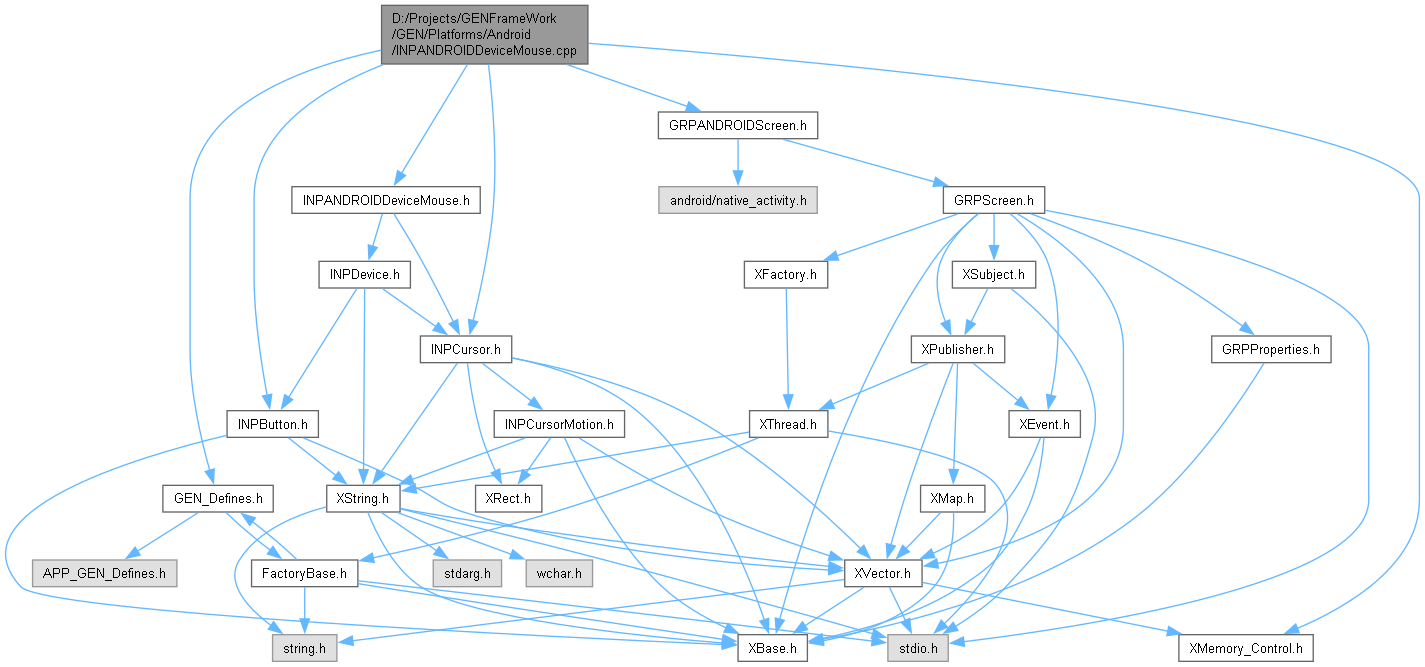 D:/Projects/GENFrameWork
/GEN/Platforms/Android
/INPANDROIDDeviceMouse.cpp
GRPANDROIDScreen.h
INPANDROIDDeviceMouse.h
android/native_activity.h
GRPScreen.h
INPDevice.h
XFactory.h
XSubject.h
INPCursor.h
XPublisher.h
GRPProperties.h
INPButton.h
INPCursorMotion.h
XThread.h
XEvent.h
GEN_Defines.h
XString.h
XRect.h
XMap.h
APP_GEN_Defines.h
FactoryBase.h
stdarg.h
wchar.h
XVector.h
string.h
XBase.h
stdio.h
XMemory_Control.h